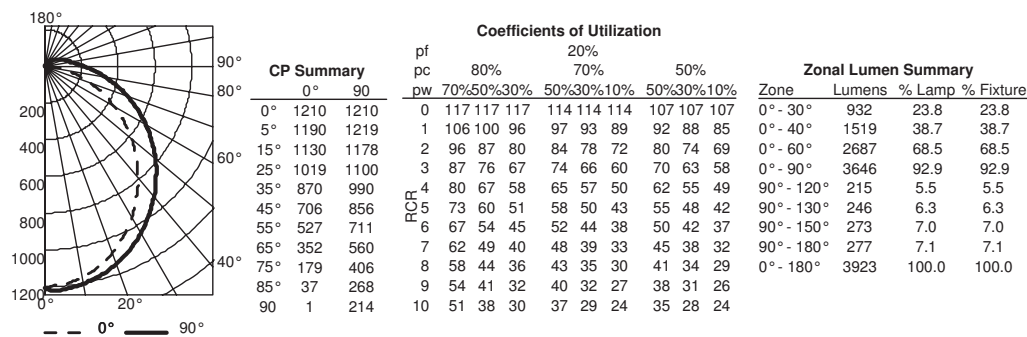 180°
90°
80°
60°
40°
20°
0°
200
400
600
800
1000
1200
0° 90°
CP Summary
0° 90
0° 1210 1210
5° 1190 1219
15° 1130 1178
25° 1019 1100
35° 870 990
45° 706 856
55° 527 711
65° 352 560
75° 179 406
85° 37 268
90 1 214
Coefficients of Utilization
pf 20%
pc 80% 70% 50%
pw 70%50%30% 50%30%10% 50%30%10%
RCR
0 117 117 117 114 114 114 107 107 107
1 106 100 96 97 93 89 92 88 85
2 96 87 80 84 78 72 80 74 69
3 87 76 67 74 66 60 70 63 58
4 80 67 58 65 57 50 62 55 49
5 73 60 51 58 50 43 55 48 42
6 67 54 45 52 44 38 50 42 37
7 62 49 40 48 39 33 45 38 32
8 58 44 36 43 35 30 41 34 29
9 54 41 32 40 32 27 38 31 26
10 51 38 30 37 29 24 35 28 24
Zonal Lumen Summary
Zone Lumens % Lamp % Fixture
0°- 30° 932 23.8 23.8
0°- 40° 1519 38.7 38.7
0°- 60° 2687 68.5 68.5
0°- 90° 3646 92.9 92.9
90°- 120° 215 5.5 5.5
90°- 130° 246 6.3 6.3
90°- 150° 273 7.0 7.0
90°- 180° 277 7.1 7.1
0°- 180° 3923 100.0 100.0